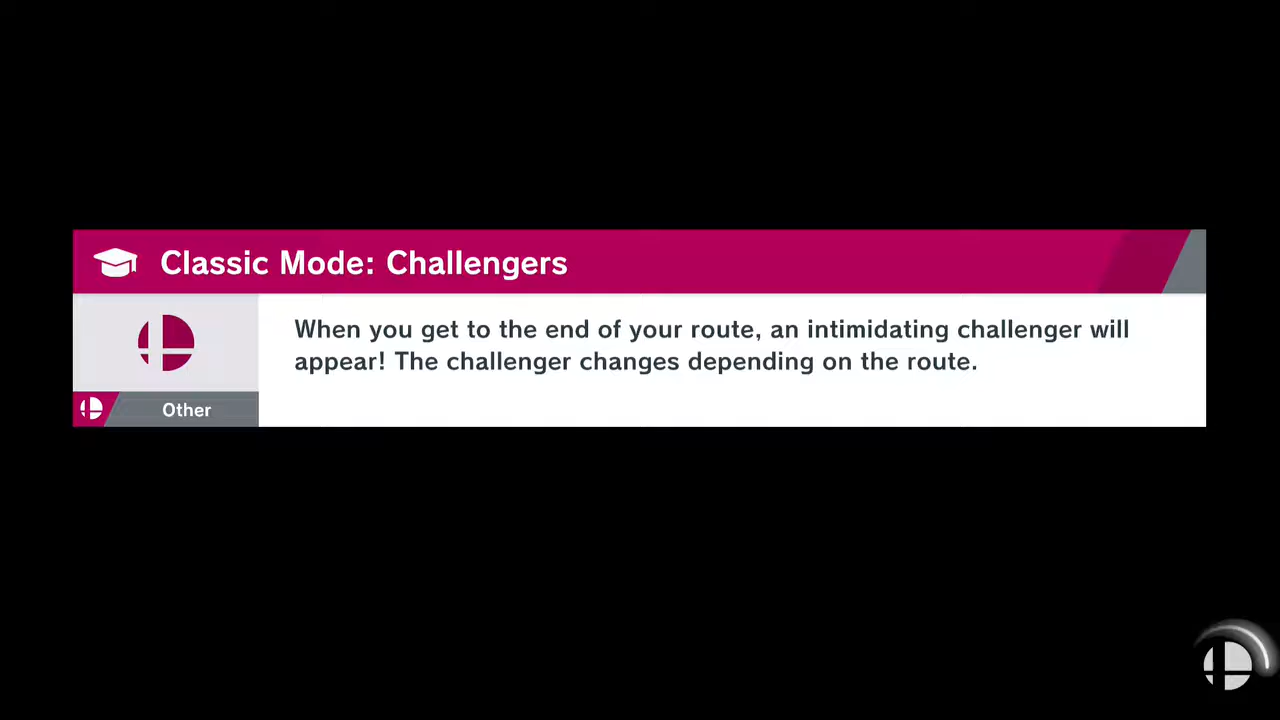 Classic Mode: Challengers
When you get to the end of your route, an intimidating challenger will
appear! The challenger changes depending on the route.
Other